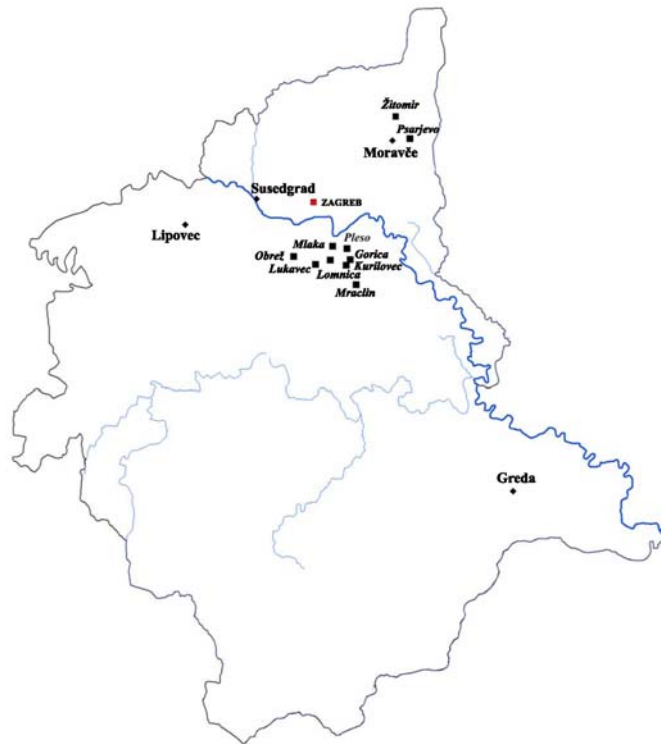 Žitomir
Psarjevo
Moravče
Susedgrad
ZAGREB
Lipovec
Mlaka
Pleso
Obrež
Gorica
Lukavec
Kurilovec
Lomnica
Mraclin
Greda